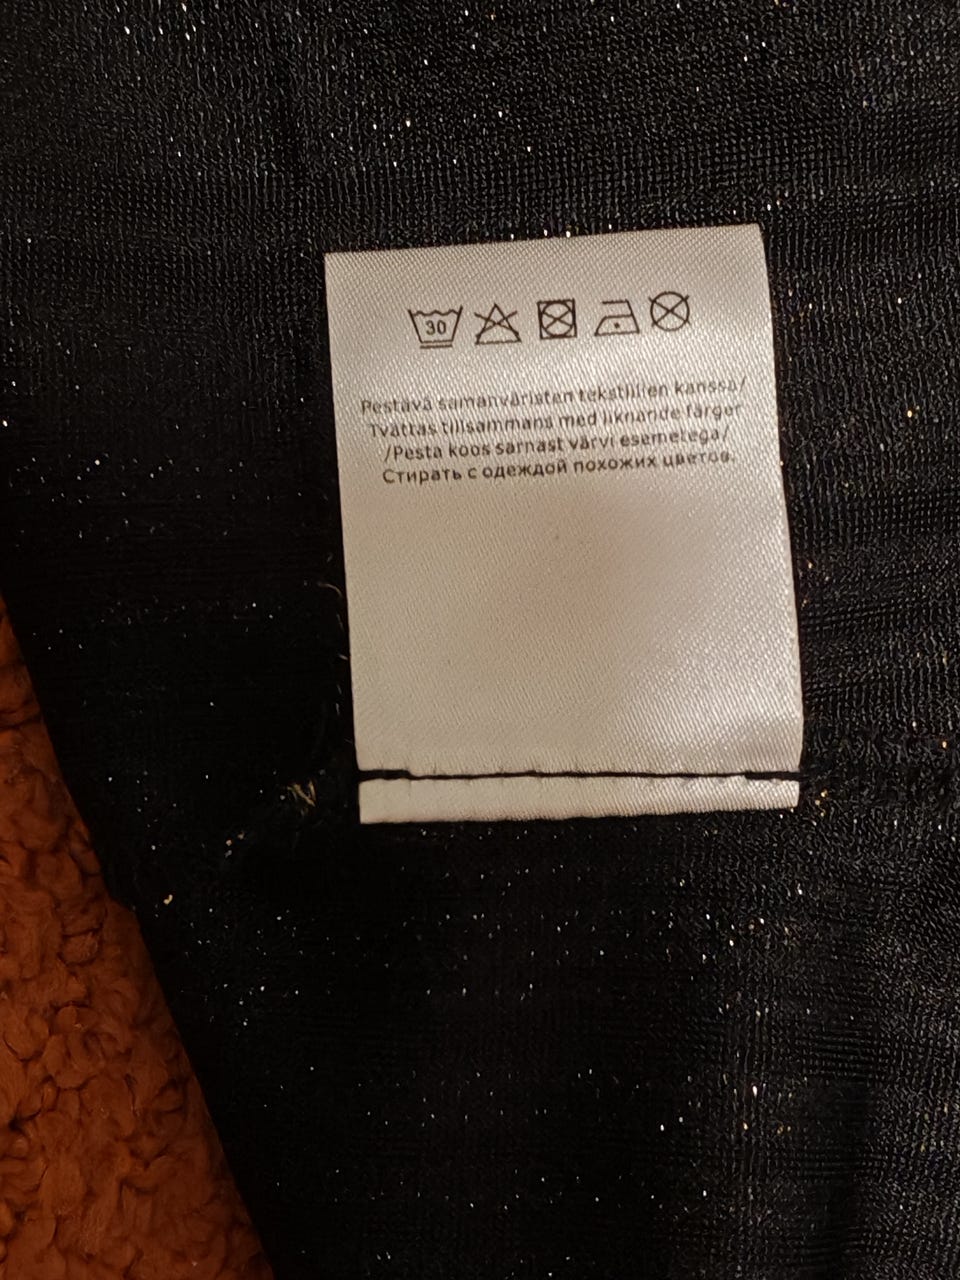 30
Pestävä samanväristen tekstiilien kanssa/
Tvättas tillsammans med liknande färger
/Pesta koos sarnast värvi esemetega/
Стирать с одеждой похожих цветов.